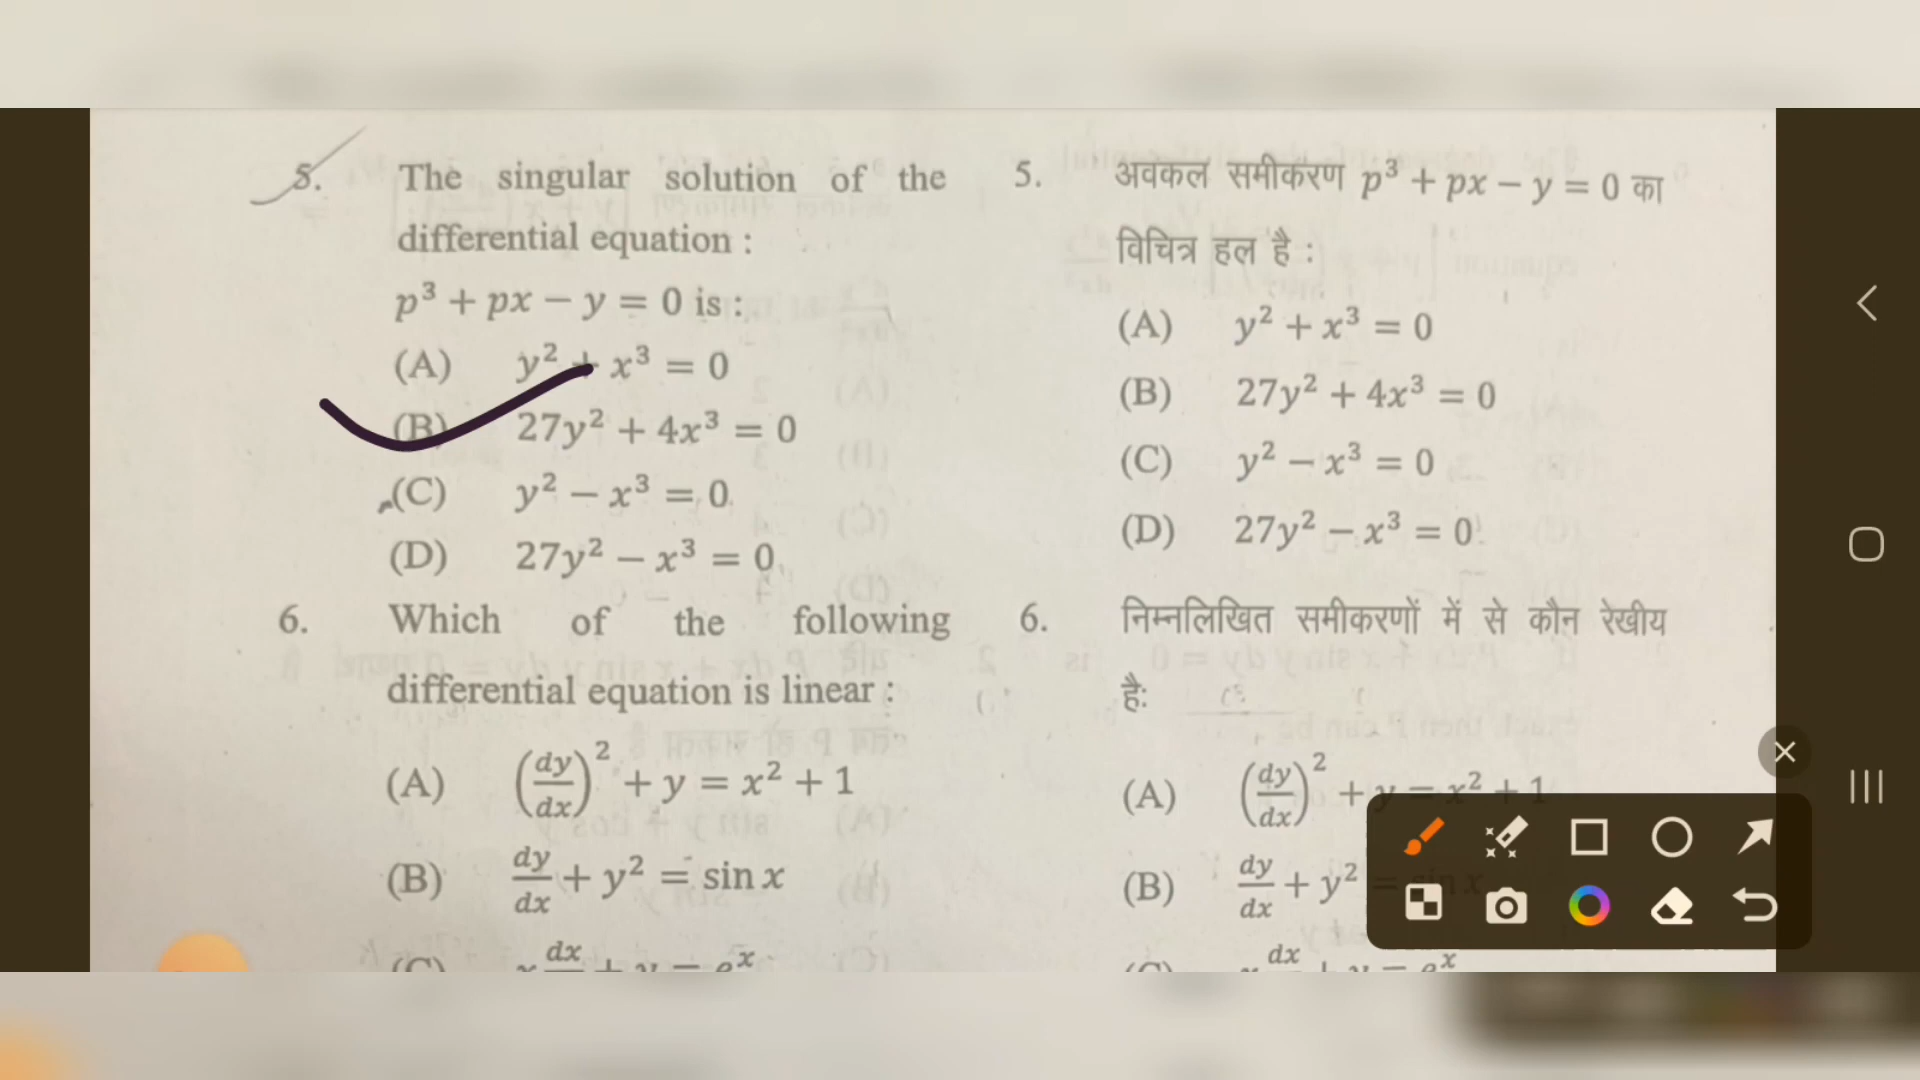 5. The singular solution of the
differential equation :
p³ + px − y = 0 is :
(A) y² + x³ = 0
(B) 27y² + 4x³ = 0
(C) y² − x³ = 0
(D) 27y² − x³ = 0
6. Which of the following
differential equation is linear :
(A) (dy/dx)² + y = x² + 1
(B) dy/dx + y² = sin x
5. अवकल समीकरण p³ + px − y = 0 का
विचित्र हल है :
(A) y² + x³ = 0
(B) 27y² + 4x³ = 0
(C) y² − x³ = 0
(D) 27y² − x³ = 0
6. निम्नलिखित समीकरणों में से कौन रेखीय
है:
(A) (dy/dx)² + y = x² + 1
(B) dy/dx + y² = sin x